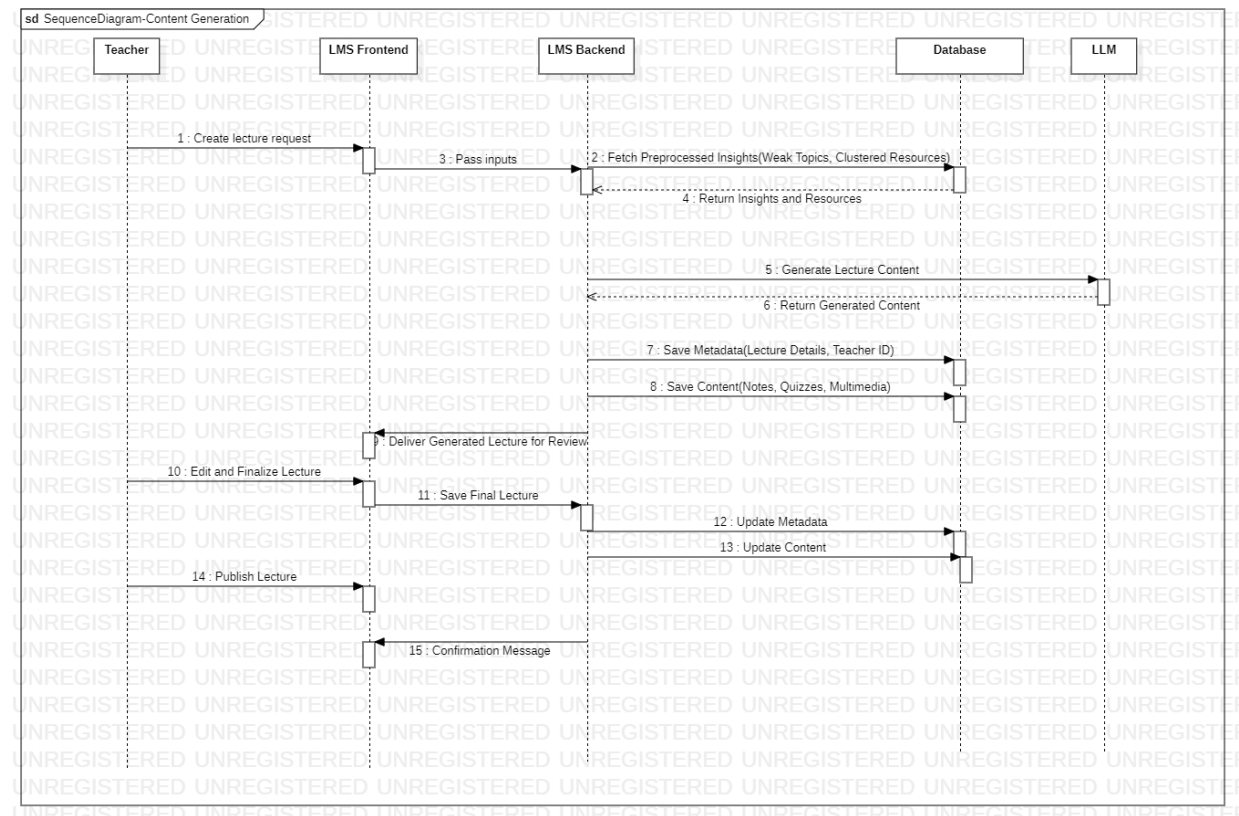 sd SequenceDiagram-Content Generation
Teacher
LMS Frontend
LMS Backend
Database
LLM
1 : Create lecture request
3 : Pass inputs
2 : Fetch Preprocessed Insights(Weak Topics, Clustered Resources)
4 : Return Insights and Resources
5 : Generate Lecture Content
6 : Return Generated Content
7 : Save Metadata(Lecture Details, Teacher ID)
8 : Save Content(Notes, Quizzes, Multimedia)
9 : Deliver Generated Lecture for Review
10 : Edit and Finalize Lecture
11 : Save Final Lecture
12 : Update Metadata
13 : Update Content
14 : Publish Lecture
15 : Confirmation Message
UNREGISTERED